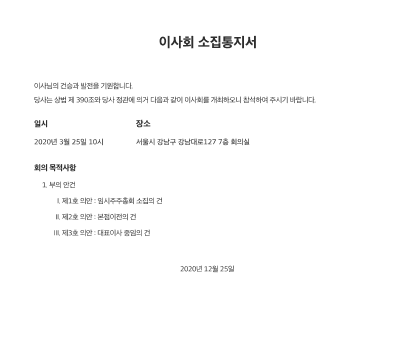 이사회 소집통지서
이사님의 건승과 발전을 기원합니다.
당사는 상법 제 390조와 당사 정관에 의거 다음과 같이 이사회를 개최하오니 참석하여 주시기 바랍니다.
일시 장소
2020년 3월 25일 10시 서울시 강남구 강남대로127 7층 회의실
회의 목적사항
1. 부의 안건
I. 제1호 의안 : 임시주주총회 소집의 건
II. 제2호 의안 : 본점이전의 건
III. 제3호 의안 : 대표이사 중임의 건
2020년 12월 25일